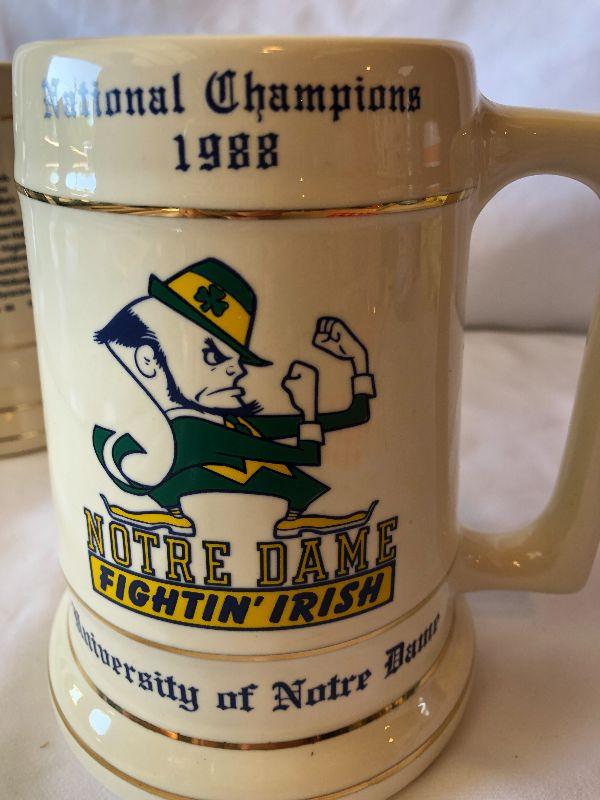 National Champions
1988
NOTRE DAME
FIGHTIN' IRISH
University of Notre Dame